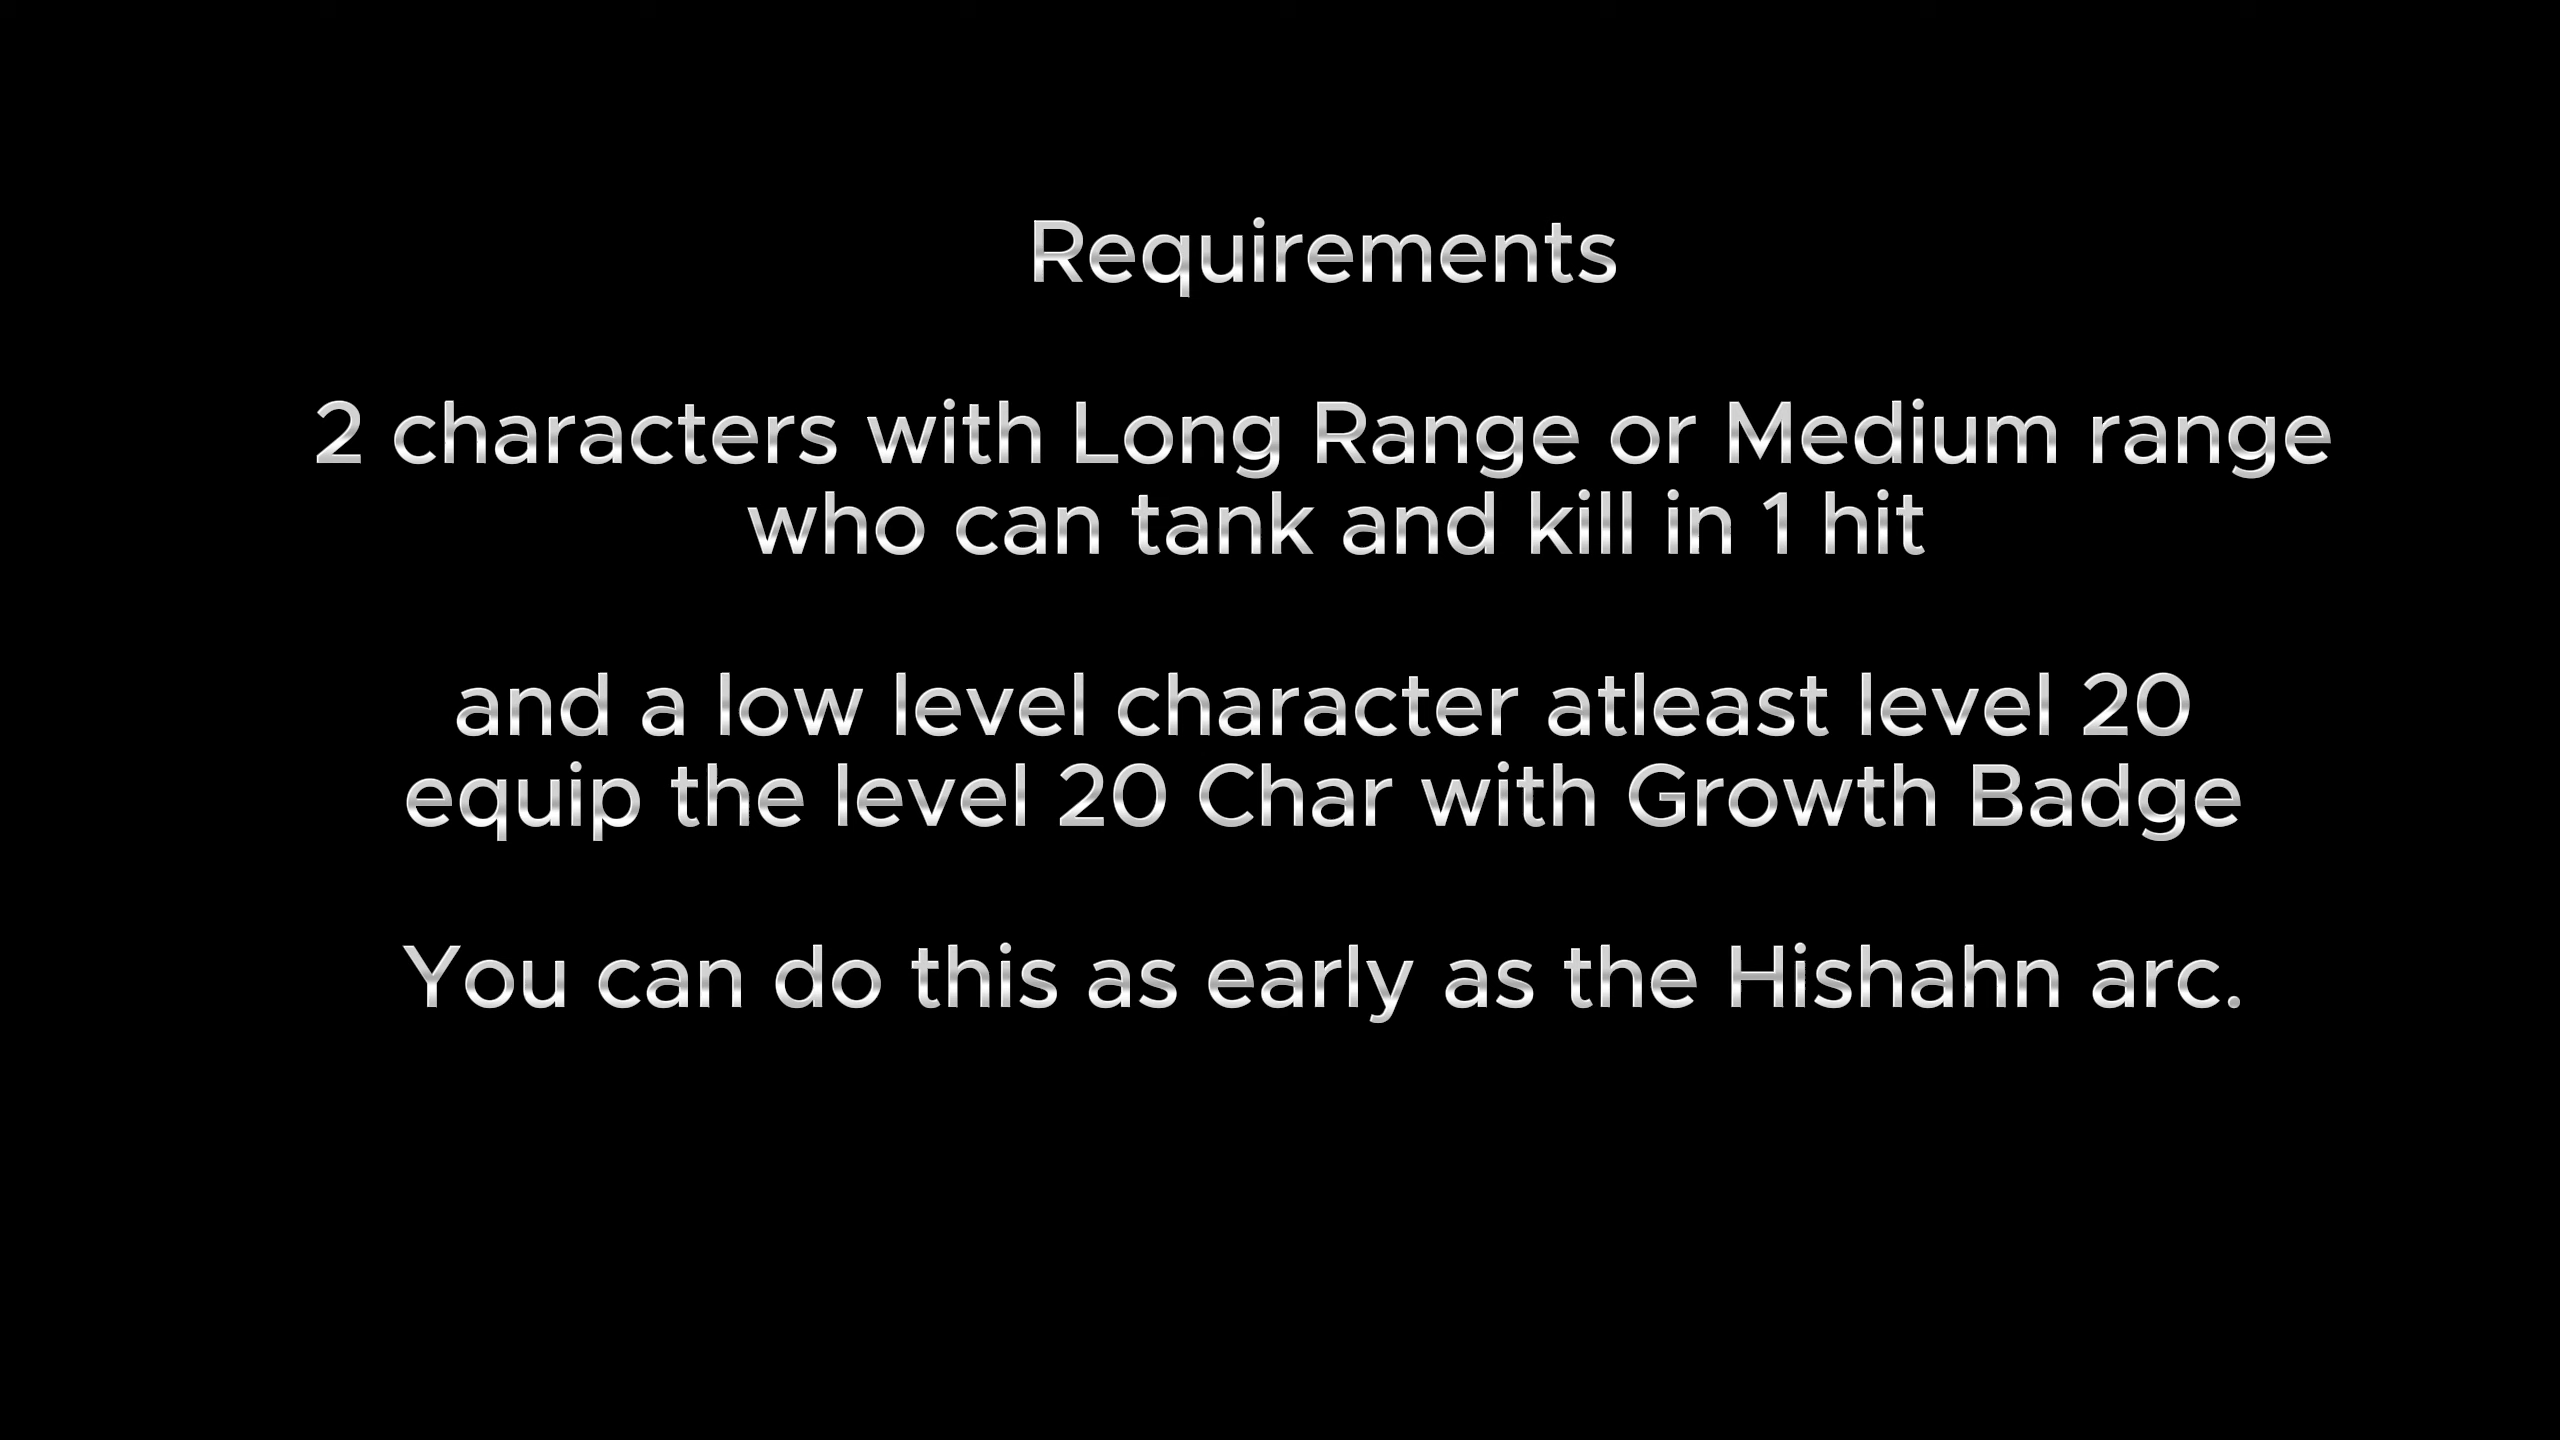 Requirements
2 characters with Long Range or Medium range
who can tank and kill in 1 hit
and a low level character atleast level 20
equip the level 20 Char with Growth Badge
You can do this as early as the Hishahn arc.